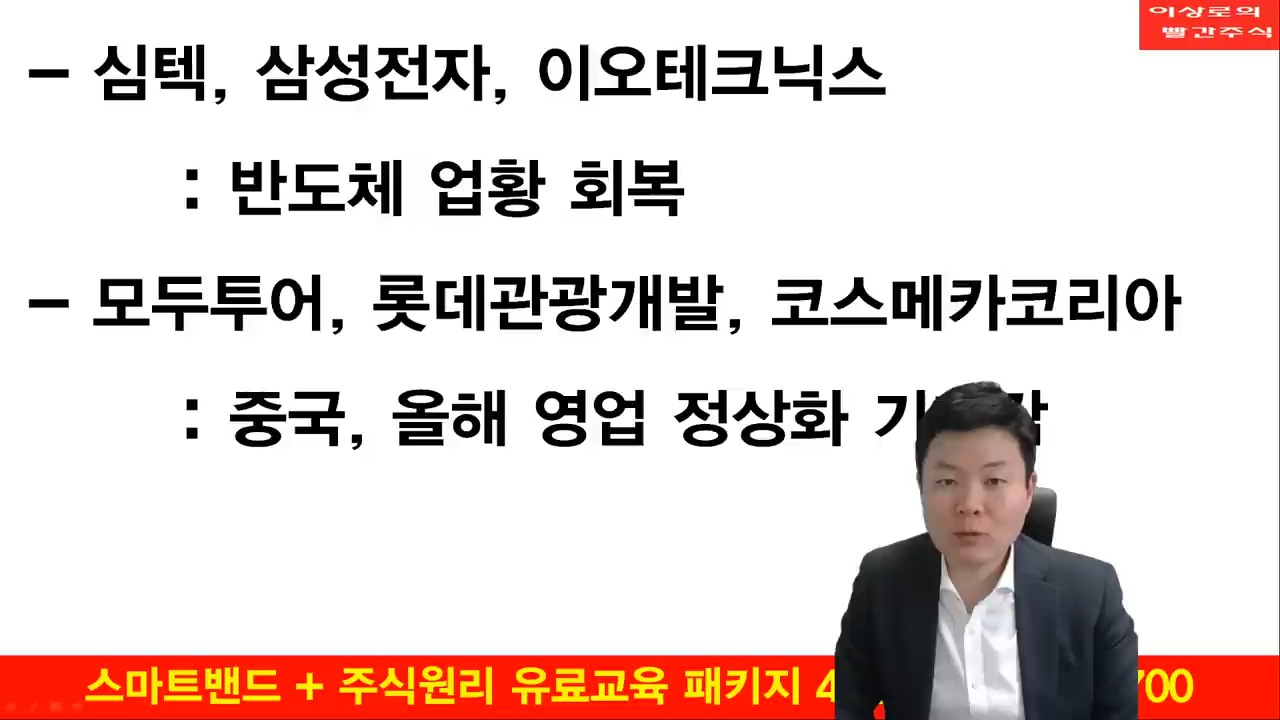 이상로의
빨간주식
– 심텍, 삼성전자, 이오테크닉스
: 반도체 업황 회복
– 모두투어, 롯데관광개발, 코스메카코리아
: 중국, 올해 영업 정상화
스마트밴드 + 주식원리 유료교육 패키지